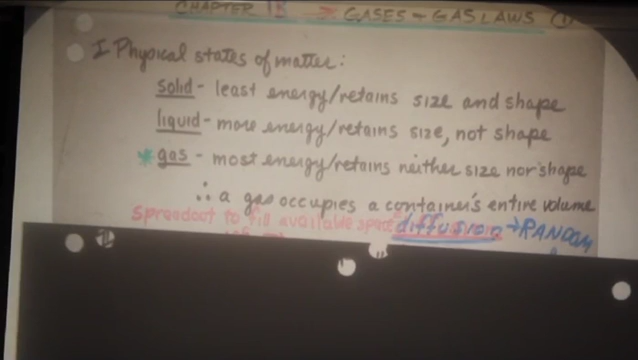 CHAPTER 13 → GASES + GAS LAWS ①
I Physical states of matter:
solid - least energy/retains size and shape
liquid - more energy/retains size, not shape
* gas - most energy/retains neither size nor shape
∴ a gas occupies a container's entire volume
spreadout to fill available space diffusion → RANDOM